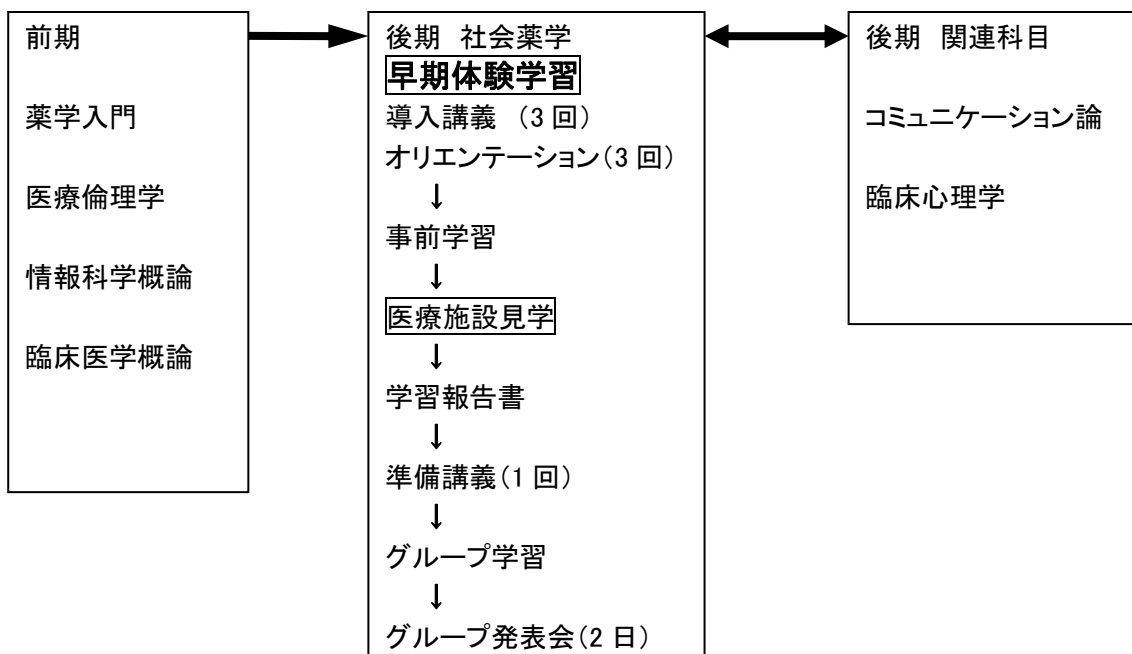 前期
薬学入門
医療倫理学
情報科学概論
臨床医学概論
後期 社会薬学
早期体験学習
導入講義 （3 回）
オリエンテーション（3 回）
↓
事前学習
↓
医療施設見学
↓
学習報告書
↓
準備講義（1 回）
↓
グループ学習
↓
グループ発表会（2 日）
後期 関連科目
コミュニケーション論
臨床心理学